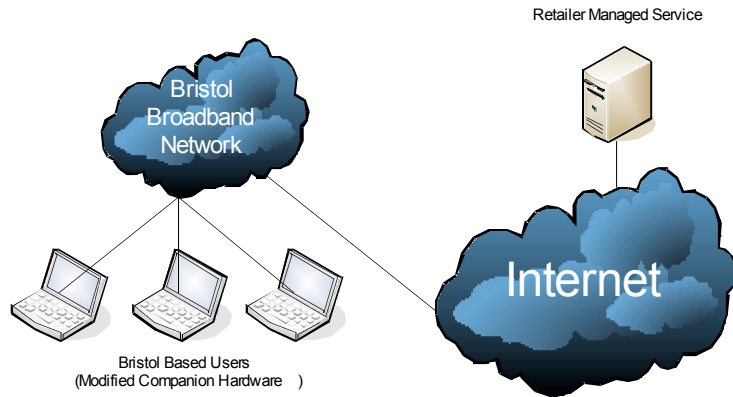 Retailer Managed Service
Bristol
Broadband
Network
Internet
Bristol Based Users
(Modified Companion Hardware )